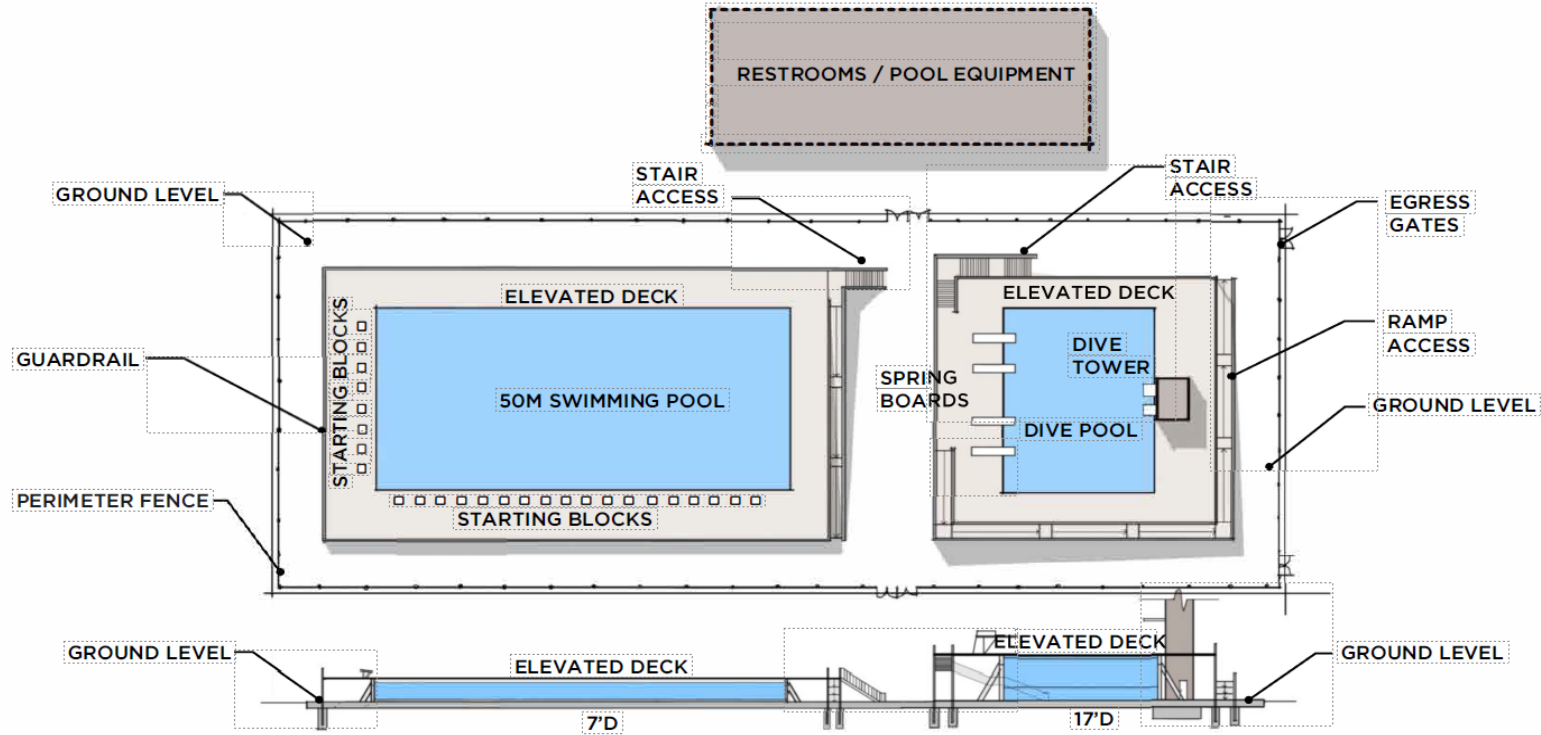 RESTROOMS / POOL EQUIPMENT
STAIR
ACCESS
STAIR
ACCESS
GROUND LEVEL
EGRESS
GATES
ELEVATED DECK
ELEVATED DECK
STARTING BLOCKS
GUARDRAIL
DIVE
TOWER
RAMP
ACCESS
SPRING
BOARDS
50M SWIMMING POOL
GROUND LEVEL
DIVE POOL
PERIMETER FENCE
STARTING BLOCKS
GROUND LEVEL
ELEVATED DECK
ELEVATED DECK
GROUND LEVEL
7'D
17'D